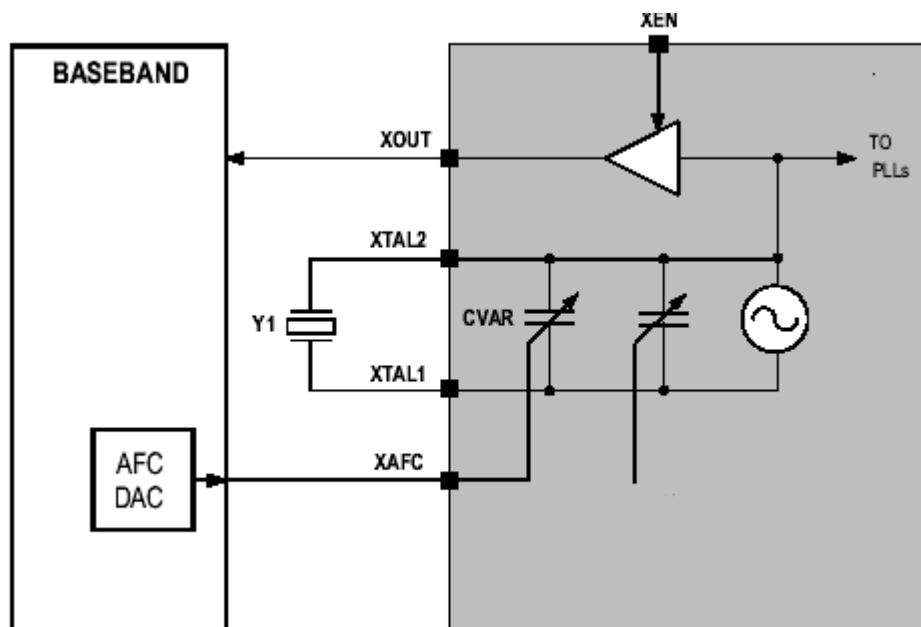 XEN
BASEBAND
XOUT
TO
PLLs
XTAL2
Y1
CVAR
XTAL1
XAFC
AFC
DAC